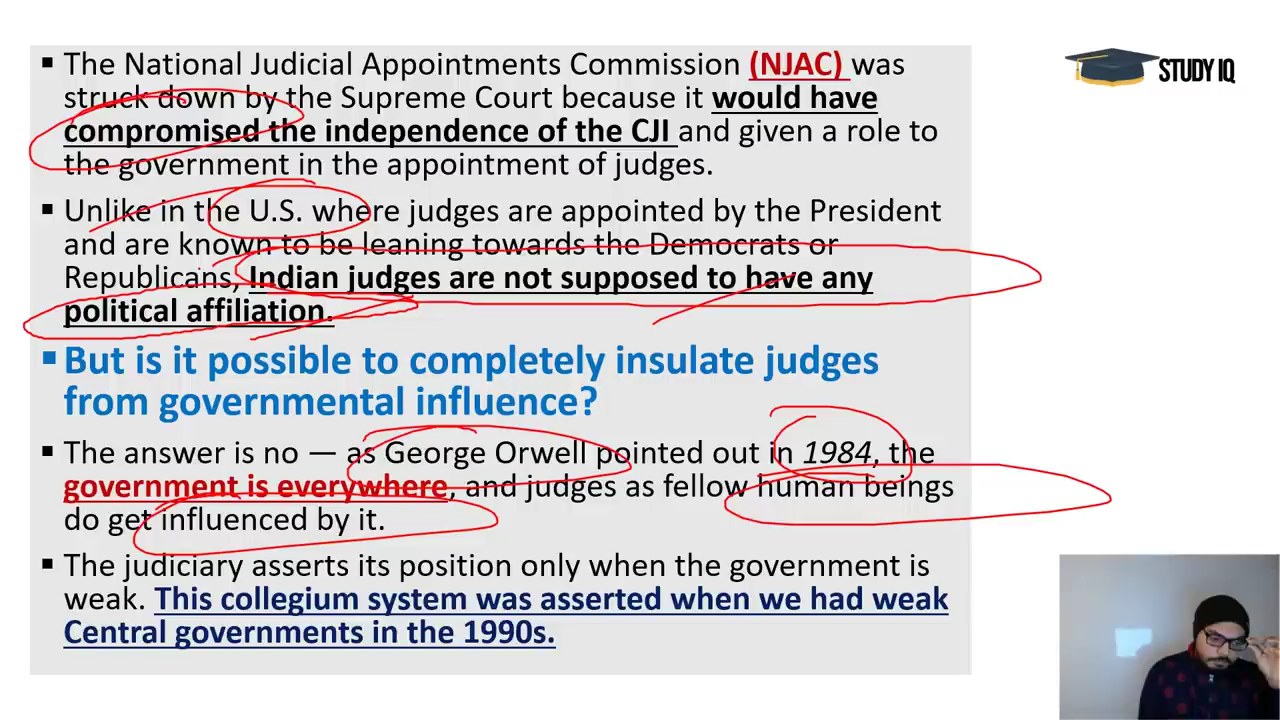 ▪ The National Judicial Appointments Commission (NJAC) was
struck down by the Supreme Court because it would have
compromised the independence of the CJI and given a role to
the government in the appointment of judges.
▪ Unlike in the U.S. where judges are appointed by the President
and are known to be leaning towards the Democrats or
Republicans, Indian judges are not supposed to have any
political affiliation.
▪ But is it possible to completely insulate judges
from governmental influence?
▪ The answer is no — as George Orwell pointed out in 1984, the
government is everywhere, and judges as fellow human beings
do get influenced by it.
▪ The judiciary asserts its position only when the government is
weak. This collegium system was asserted when we had weak
Central governments in the 1990s.
STUDY IQ